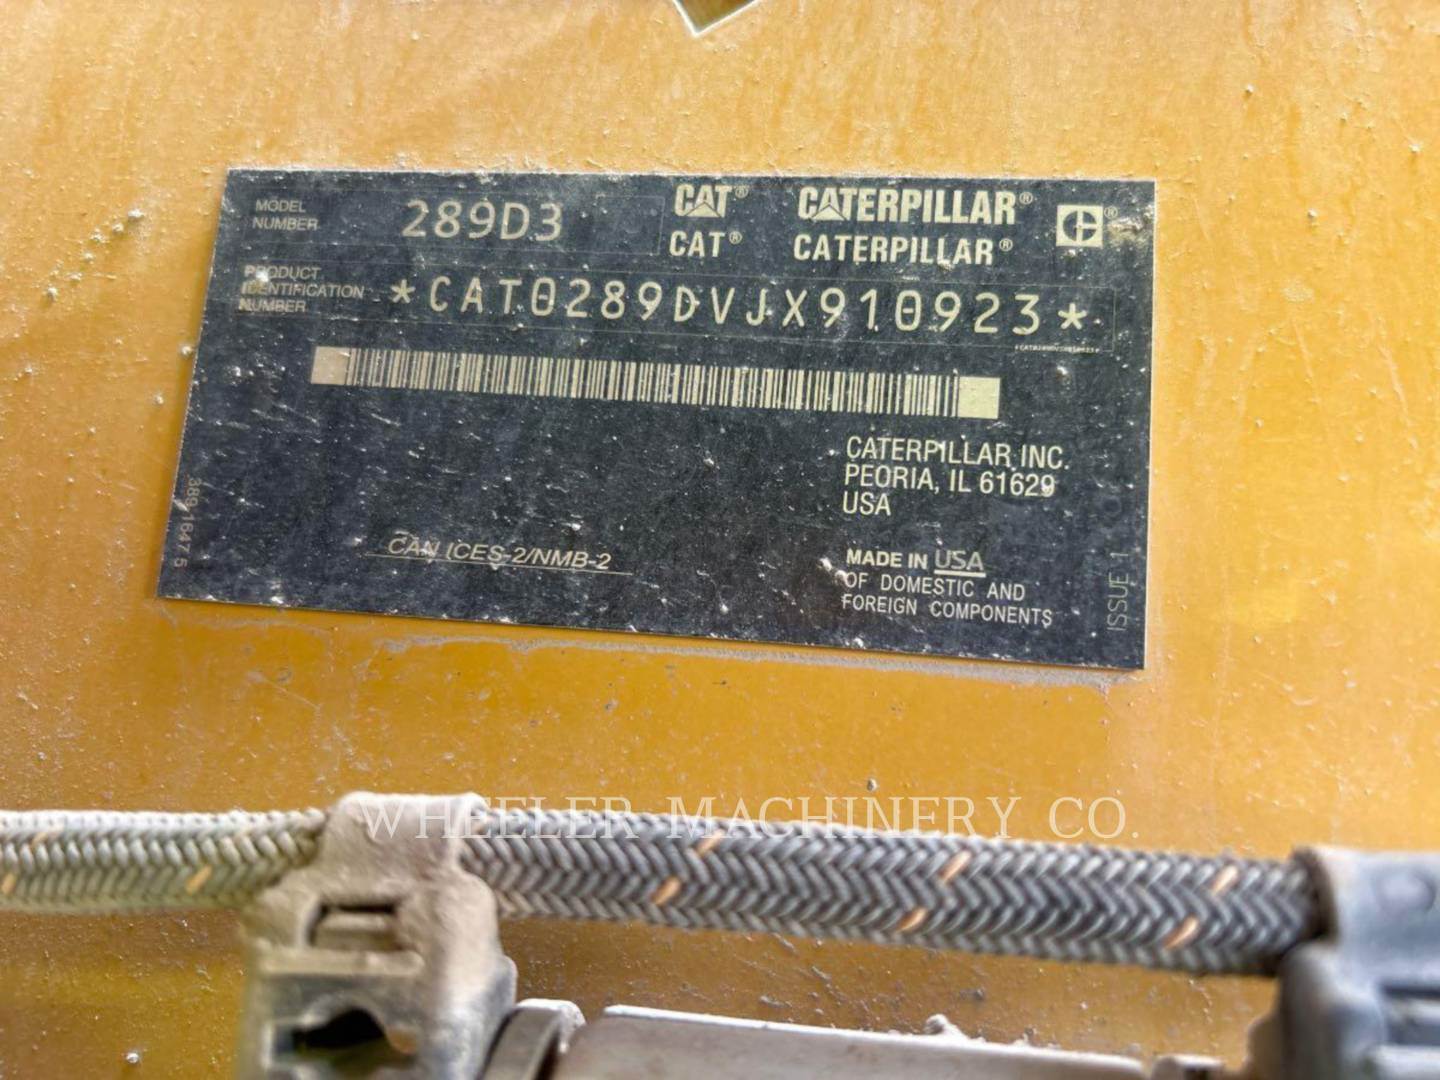 MODEL NUMBER 289D3
CAT® CATERPILLAR®
CAT® CATERPILLAR®
PRODUCT IDENTIFICATION NUMBER *CAT0289DVJX910923*
CATERPILLAR INC.
PEORIA, IL 61629
USA
CAN ICES-2/NMB-2
MADE IN USA
OF DOMESTIC AND
FOREIGN COMPONENTS
ISSUE 1
WHEELER MACHINERY CO.